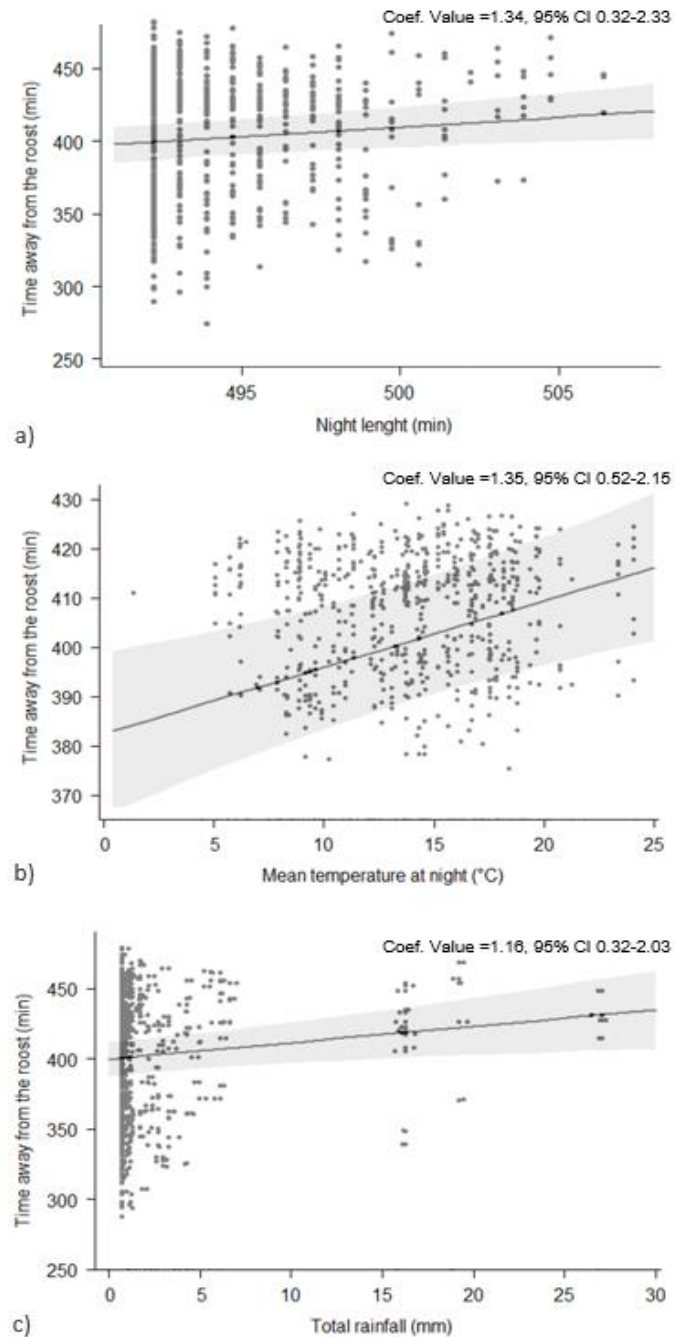 Coef. Value =1.34, 95% CI 0.32-2.33
Time away from the roost (min)
450
400
350
300
250
495
500
505
Night lenght (min)
a)
Coef. Value =1.35, 95% CI 0.52-2.15
Time away from the roost (min)
430
420
410
400
390
380
370
0
5
10
15
20
25
Mean temperature at night (°C)
b)
Coef. Value =1.16, 95% CI 0.32-2.03
Time away from the roost (min)
450
400
350
300
250
0
5
10
15
20
25
30
Total rainfall (mm)
c)